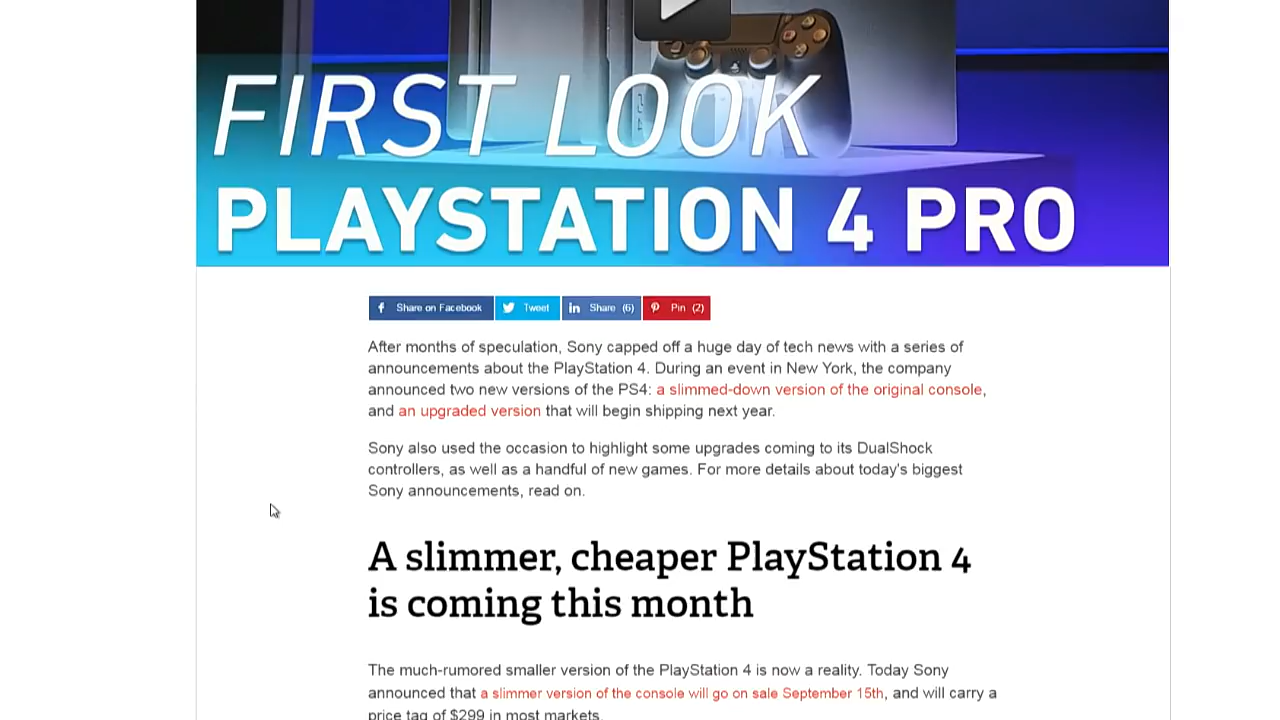 FIRST LOOK
PLAYSTATION 4 PRO
Share on Facebook Tweet Share (6) Pin (2)
After months of speculation, Sony capped off a huge day of tech news with a series of
announcements about the PlayStation 4. During an event in New York, the company
announced two new versions of the PS4: a slimmed-down version of the original console,
and an upgraded version that will begin shipping next year.
Sony also used the occasion to highlight some upgrades coming to its DualShock
controllers, as well as a handful of new games. For more details about today's biggest
Sony announcements, read on.
A slimmer, cheaper PlayStation 4
is coming this month
The much-rumored smaller version of the PlayStation 4 is now a reality. Today Sony
announced that a slimmer version of the console will go on sale September 15th, and will carry a
price tag of $299 in most markets.